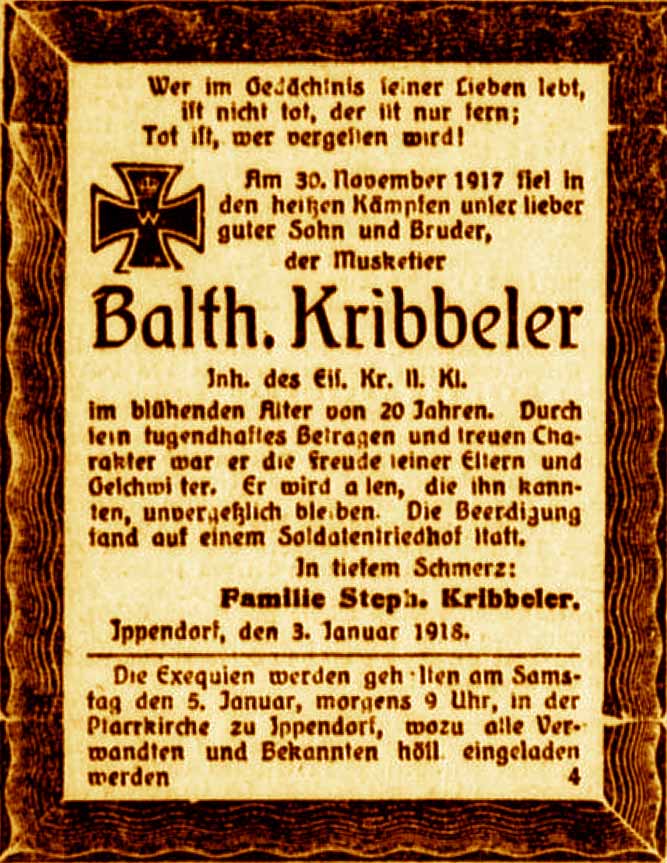 Wer im Gedächtnis seiner Lieben lebt,
ist nicht tot, der ist nur fern;
Tot ist, wer vergessen wird!
W
Am 30. November 1917 fiel in
den heißen Kämpfen unser lieber
guter Sohn und Bruder,
der Musketier
Balth. Kribbeler
Inh. des Eis. Kr. II. Kl.
im blühenden Alter von 20 Jahren. Durch
sein tugendhaftes Betragen und treuen Cha-
rakter war er die Freude seiner Eltern und
Geschwister. Er wird allen, die ihn kann-
ten, unvergeßlich bleiben. Die Beerdigung
fand auf einem Soldatenfriedhof statt.
In tiefem Schmerz:
Familie Steph. Kribbeler.
Ippendorf, den 3. Januar 1918.
Die Exequien werden gehalten am Sams-
tag den 5. Januar, morgens 9 Uhr, in der
Pfarrkirche zu Ippendorf, wozu alle Ver-
wandten und Bekannten höfl. eingeladen
werden 4